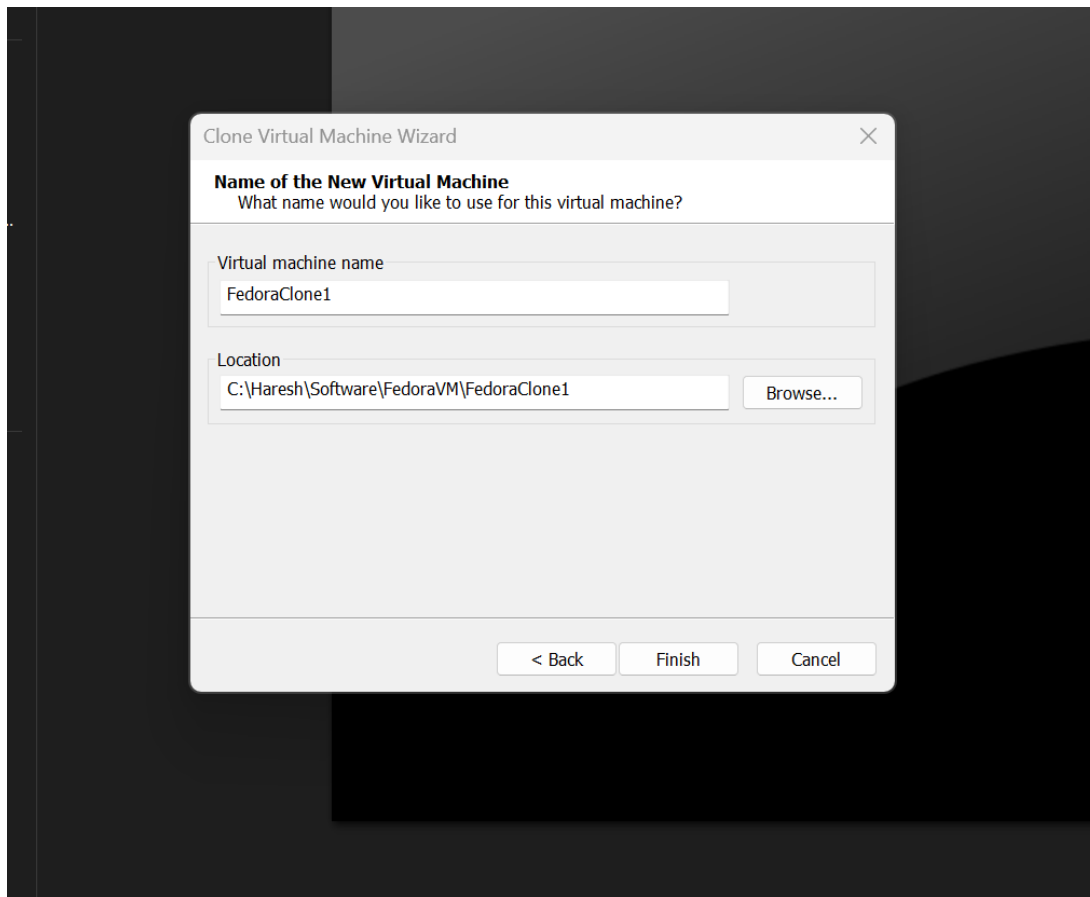 ..
Clone Virtual Machine Wizard
Name of the New Virtual Machine
What name would you like to use for this virtual machine?
Virtual machine name
FedoraClone1
Location
C:\Haresh\Software\FedoraVM\FedoraClone1
Browse...
< Back
Finish
Cancel